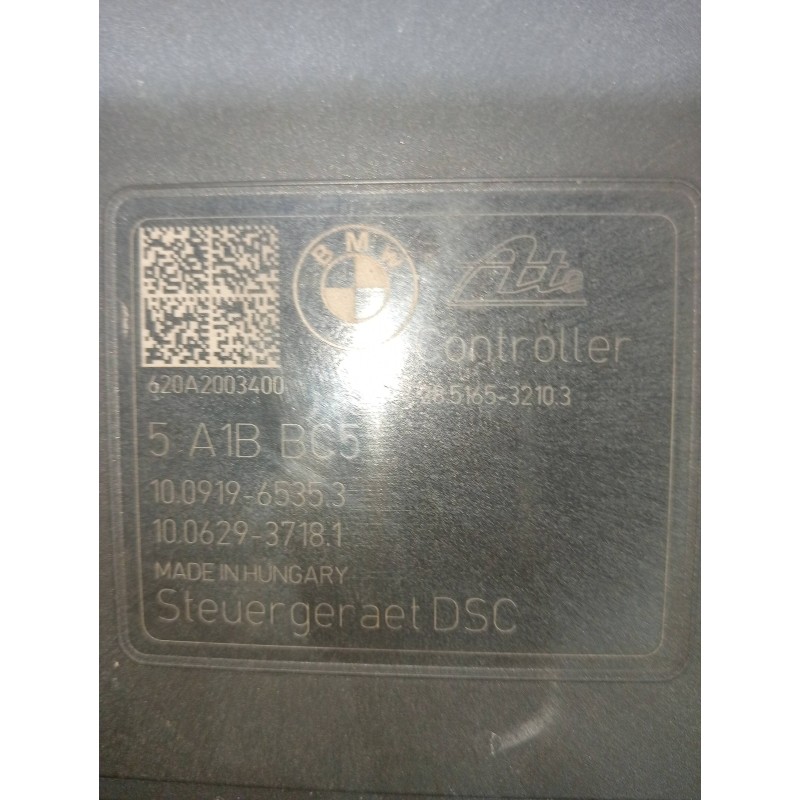 BMW Ate
Controller
620A2003400 5165-3210.3
5 A1B BC5
10.0919-6535.3
10.0629-3718.1
MADE IN HUNGARY
Steuergeraet DSC